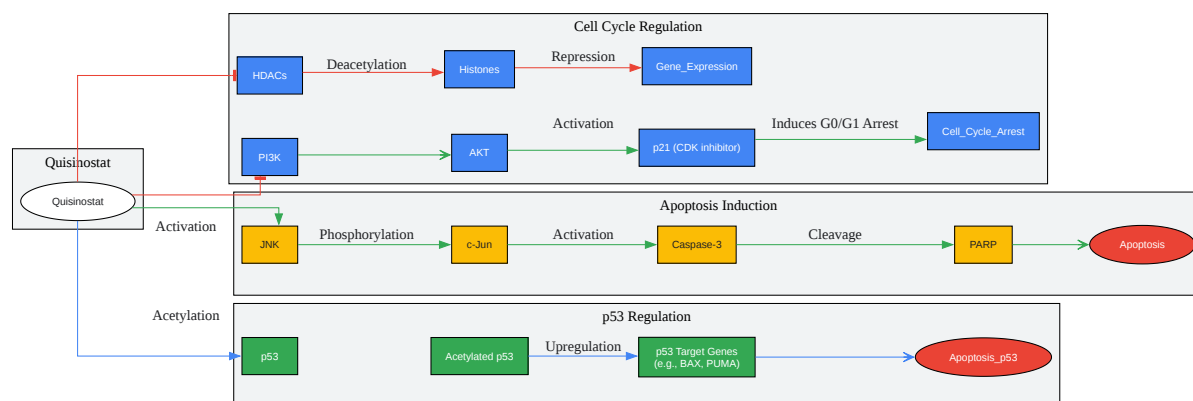 Cell Cycle Regulation
HDACs
Deacetylation
Histones
Repression
Gene_Expression
PI3K
AKT
Activation
p21 (CDK inhibitor)
Induces G0/G1 Arrest
Cell_Cycle_Arrest
Quisinostat
Quisinostat
Activation
Apoptosis Induction
JNK
Phosphorylation
c-Jun
Activation
Caspase-3
Cleavage
PARP
Apoptosis
Acetylation
p53 Regulation
p53
Acetylated p53
Upregulation
p53 Target Genes
(e.g., BAX, PUMA)
Apoptosis_p53